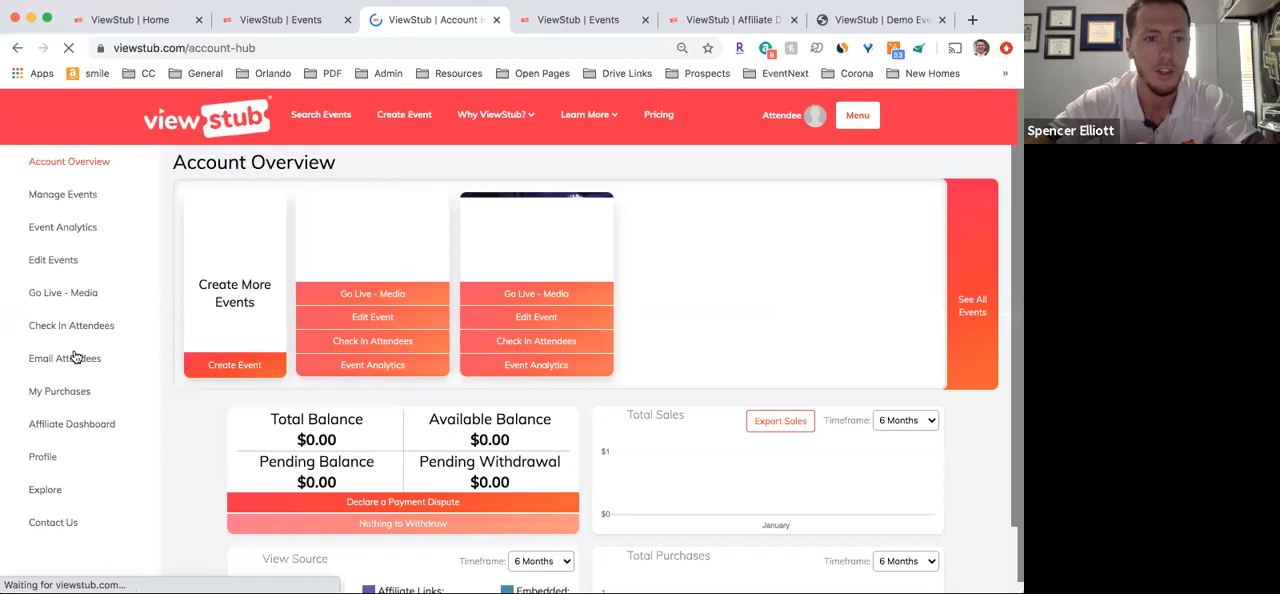 ViewStub | Home
ViewStub | Events
ViewStub | Account H
ViewStub | Events
ViewStub | Affiliate D
ViewStub | Demo Eve
viewstub.com/account-hub
53
Apps
smile
CC
General
Orlando
PDF
Admin
Resources
Open Pages
Drive Links
Prospects
EventNext
Corona
New Homes
»
view stub
Search Events
Create Event
Why ViewStub?
Learn More
Pricing
Attendee
Menu
Spencer Elliott
Account Overview
Manage Events
Event Analytics
Edit Events
Go Live - Media
Check In Attendees
Email Attendees
My Purchases
Affiliate Dashboard
Profile
Explore
Contact Us
Account Overview
Create More
Events
Create Event
Go Live - Media
Edit Event
Check In Attendees
Event Analytics
Go Live - Media
Edit Event
Check In Attendees
Event Analytics
See All
Events
Total Balance
$0.00
Available Balance
$0.00
Pending Balance
$0.00
Pending Withdrawal
$0.00
Declare a Payment Dispute
Nothing to Withdraw
Total Sales
Export Sales
Timeframe:
6 Months
$1
$0
January
View Source
Timeframe:
6 Months
Affiliate Links:
Embedded:
Total Purchases
Timeframe:
6 Months
Waiting for viewstub.com...